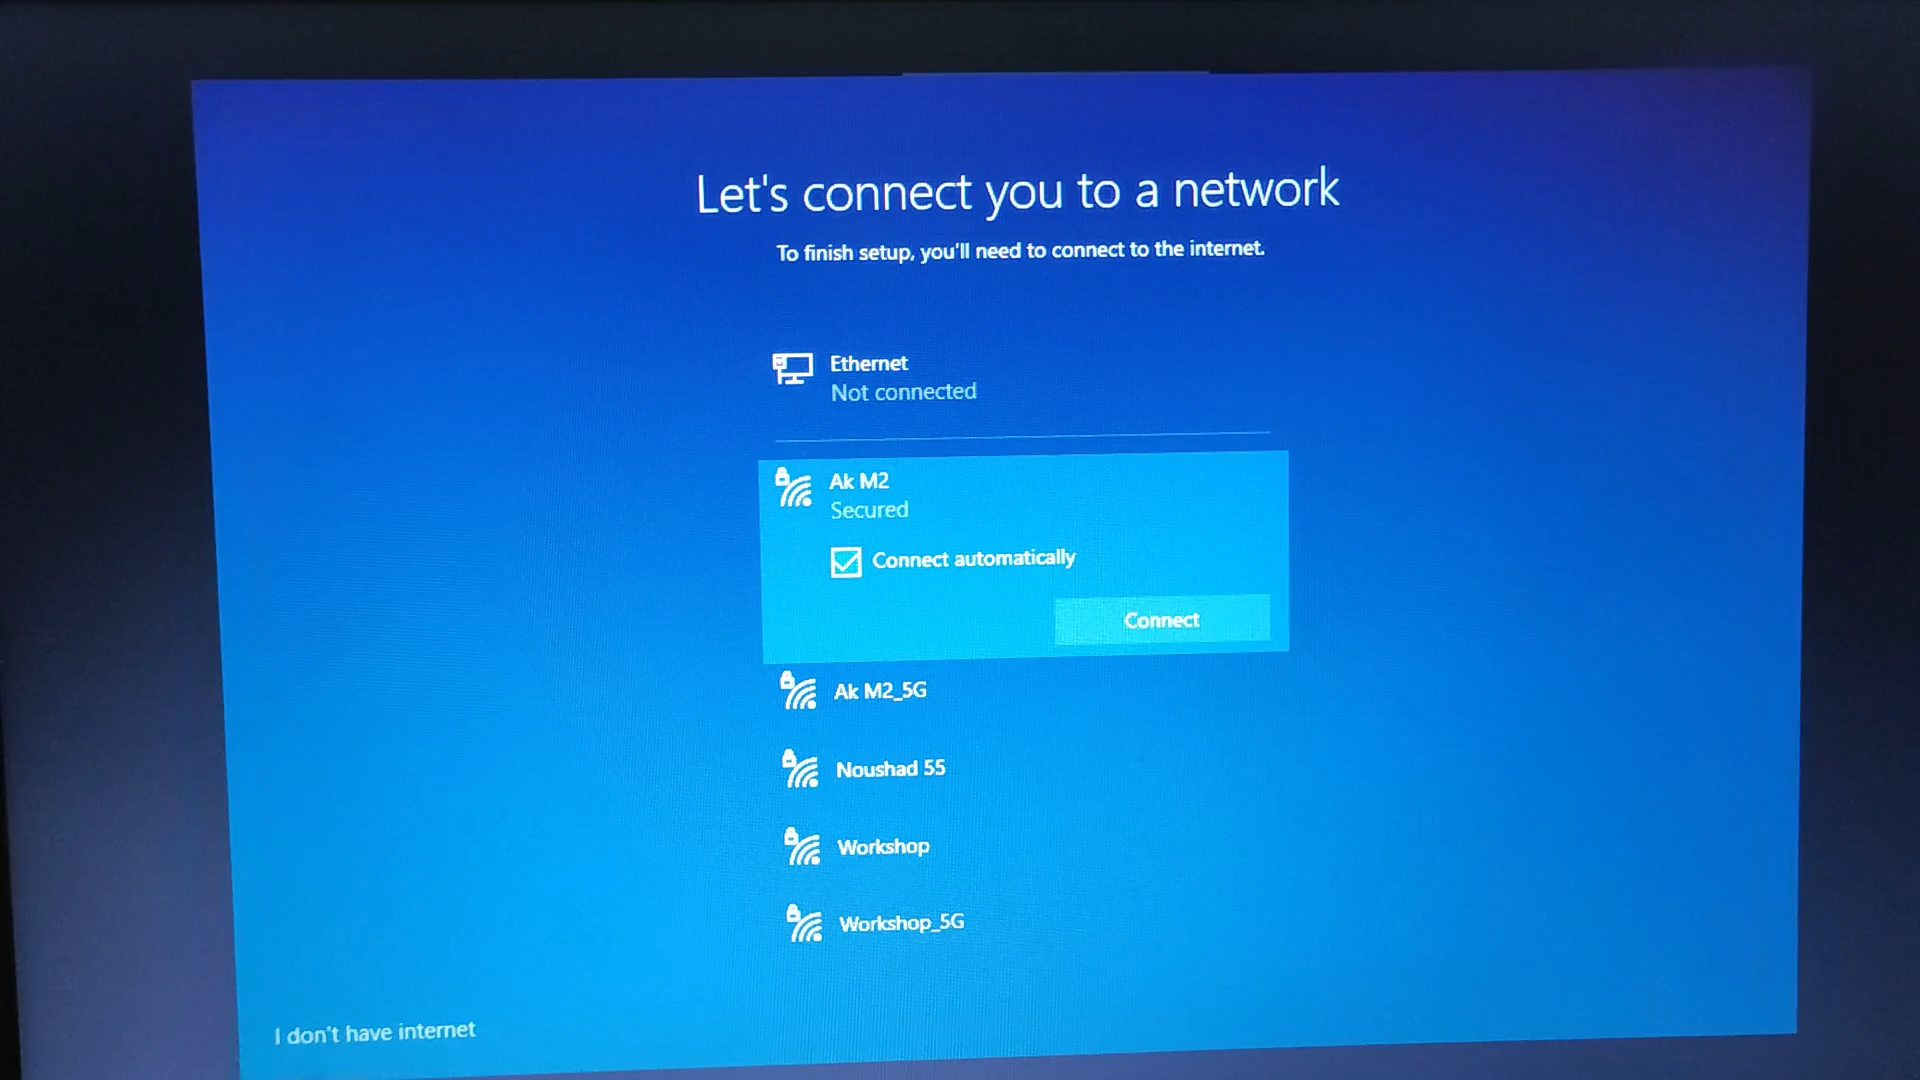 Let's connect you to a network
To finish setup, you'll need to connect to the internet.
Ethernet
Not connected
Ak M2
Secured
Connect automatically
Connect
Ak M2_5G
Noushad 55
Workshop
Workshop_5G
I don't have internet